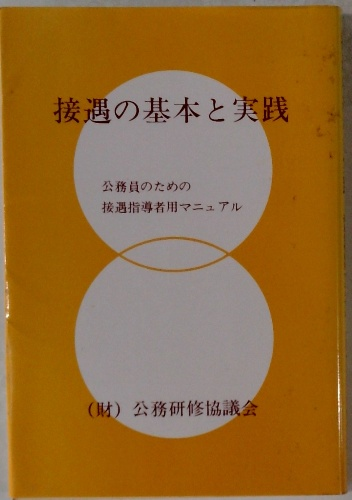 接遇の基本と実践
公務員のための
接遇指導者用マニュアル
(財) 公務研修協議会